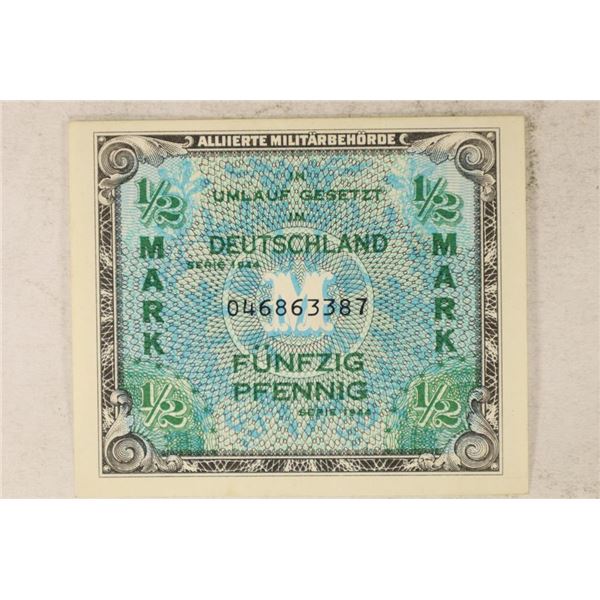 ALLIIERTE MILITÄRBEHÖRDE
1/2 IN 1/2
UMLAUF GESETZT
IM
DEUTSCHLAND
SERIE 1944
MARK MARK
M
046863387
FÜNFZIG
PFENNIG
SERIE 1944
1/2 1/2